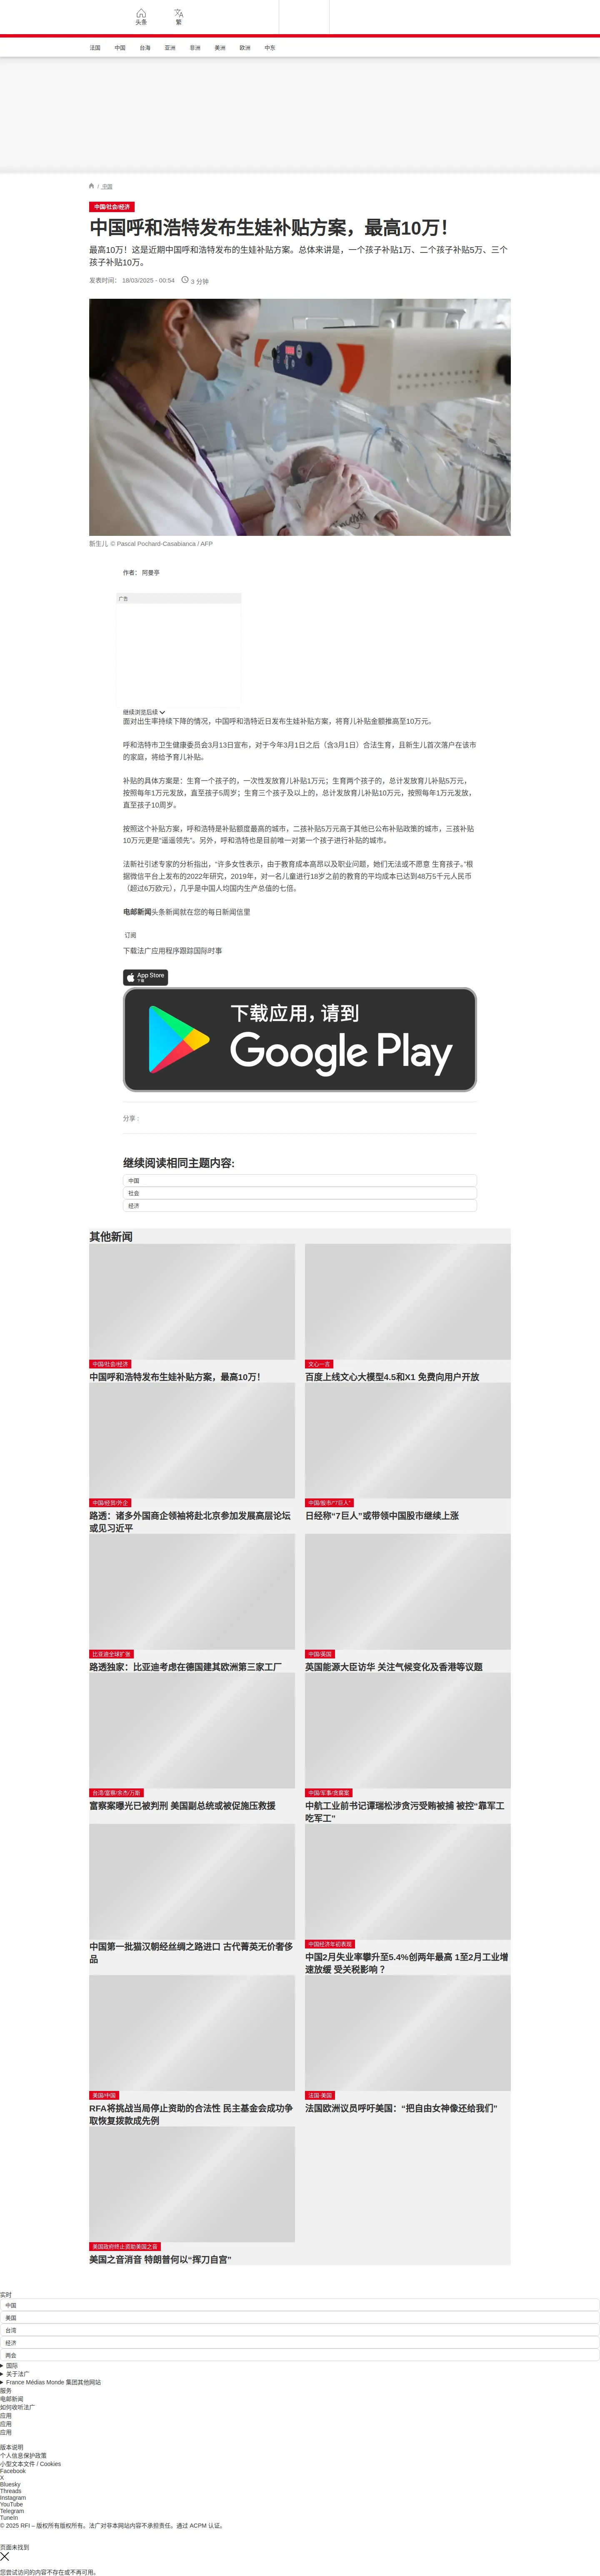 头条
繁
法国
中国
台海
亚洲
非洲
美洲
欧洲
中东
/ 中国
中国/社会/经济
中国呼和浩特发布生娃补贴方案，最高10万！
最高10万！这是近期中国呼和浩特发布的生娃补贴方案。总体来讲是，一个孩子补贴1万、二个孩子补贴5万、三个
孩子补贴10万。
发表时间： 18/03/2025 - 00:54
3 分钟
新生儿 © Pascal Pochard-Casabianca / AFP
作者： 阿曼亭
广告
继续浏览后续
面对出生率持续下降的情况，中国呼和浩特近日发布生娃补贴方案，将育儿补贴金额推高至10万元。
呼和浩特市卫生健康委员会3月13日宣布，对于今年3月1日之后（含3月1日）合法生育，且新生儿首次落户在该市
的家庭，将给予育儿补贴。
补贴的具体方案是：生育一个孩子的，一次性发放育儿补贴1万元；生育两个孩子的，总计发放育儿补贴5万元，
按照每年1万元发放，直至孩子5周岁；生育三个孩子及以上的，总计发放育儿补贴10万元，按照每年1万元发放，
直至孩子10周岁。
按照这个补贴方案，呼和浩特是补贴额度最高的城市，二孩补贴5万元高于其他已公布补贴政策的城市，三孩补贴
10万元更是“遥遥领先”。另外，呼和浩特也是目前唯一对第一个孩子进行补贴的城市。
法新社引述专家的分析指出，“许多女性表示，由于教育成本高昂以及职业问题，她们无法或不愿意 生育孩子。”根
据微信平台上发布的2022年研究，2019年，对一名儿童进行18岁之前的教育的平均成本已达到48万5千元人民币
（超过6万欧元），几乎是中国人均国内生产总值的七倍。
电邮新闻头条新闻就在您的每日新闻信里
订阅
下载法广应用程序跟踪国际时事
App Store
下载
下载应用，请到
Google Play
分享 :
继续阅读相同主题内容:
中国
社会
经济
其他新闻
中国/社会/经济
中国呼和浩特发布生娃补贴方案，最高10万！
文心一言
百度上线文心大模型4.5和X1 免费向用户开放
中国/经贸/外企
路透：诸多外国商企领袖将赴北京参加发展高层论坛
或见习近平
中国/股市/“7巨人”
日经称“7巨人”或带领中国股市继续上涨
比亚迪全球扩张
路透独家：比亚迪考虑在德国建其欧洲第三家工厂
中国/英国
英国能源大臣访华 关注气候变化及香港等议题
台湾/富察/余杰/万斯
富察案曝光已被判刑 美国副总统或被促施压救援
中国/军事/贪腐案
中航工业前书记谭瑞松涉贪污受贿被捕 被控“靠军工
吃军工”
中国第一批猫汉朝经丝绸之路进口 古代菁英无价奢侈
品
中国经济年初表现
中国2月失业率攀升至5.4%创两年最高 1至2月工业增
速放缓 受关税影响 ？
美国/中国
RFA将挑战当局停止资助的合法性 民主基金会成功争
取恢复拨款成先例
法国-美国
法国欧洲议员呼吁美国：“把自由女神像还给我们”
美国政府终止资助美国之音
美国之音消音 特朗普何以“挥刀自宫”
实时
中国
美国
台湾
经济
两会
国际
关于法广
France Médias Monde 集团其他网站
服务
电邮新闻
如何收听法广
应用
应用
应用
版本说明
个人信息保护政策
小型文本文件 / Cookies
Facebook
X
Bluesky
Threads
Instagram
YouTube
Telegram
TuneIn
© 2025 RFI – 版权所有版权所有。法广对非本网站内容不承担责任。通过 ACPM 认证。
页面未找到
您尝试访问的内容不存在或不再可用。